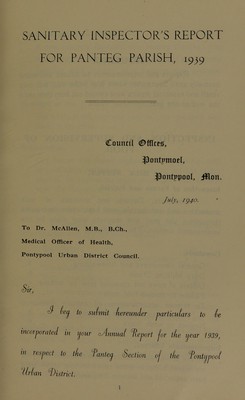 SANITARY INSPECTOR'S REPORT
FOR PANTEG PARISH, 1939
Council Offices,
Pontymoel,
Pontypool, Mon.
July, 1940.
To Dr. McAllen, M.B., B.Ch.,
Medical Officer of Health,
Pontypool Urban District Council.
Sir,
I beg to submit hereunder particulars to be
incorporated in your Annual Report for the year 1939,
in respect to the Panteg Section of the Pontypool
Urban District.
1